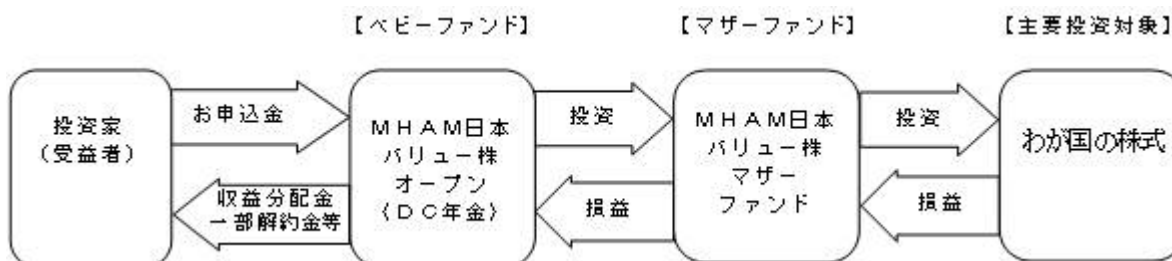 【ベビーファンド】
【マザーファンド】
【主要投資対象】
投資家
（受益者）
お申込金
収益分配金
一部解約金等
ＭＨＡＭ日本
バリュー株
オープン
（ＤＣ年金）
投資
損益
ＭＨＡＭ日本
バリュー株
マザー
ファンド
投資
損益
わが国の株式